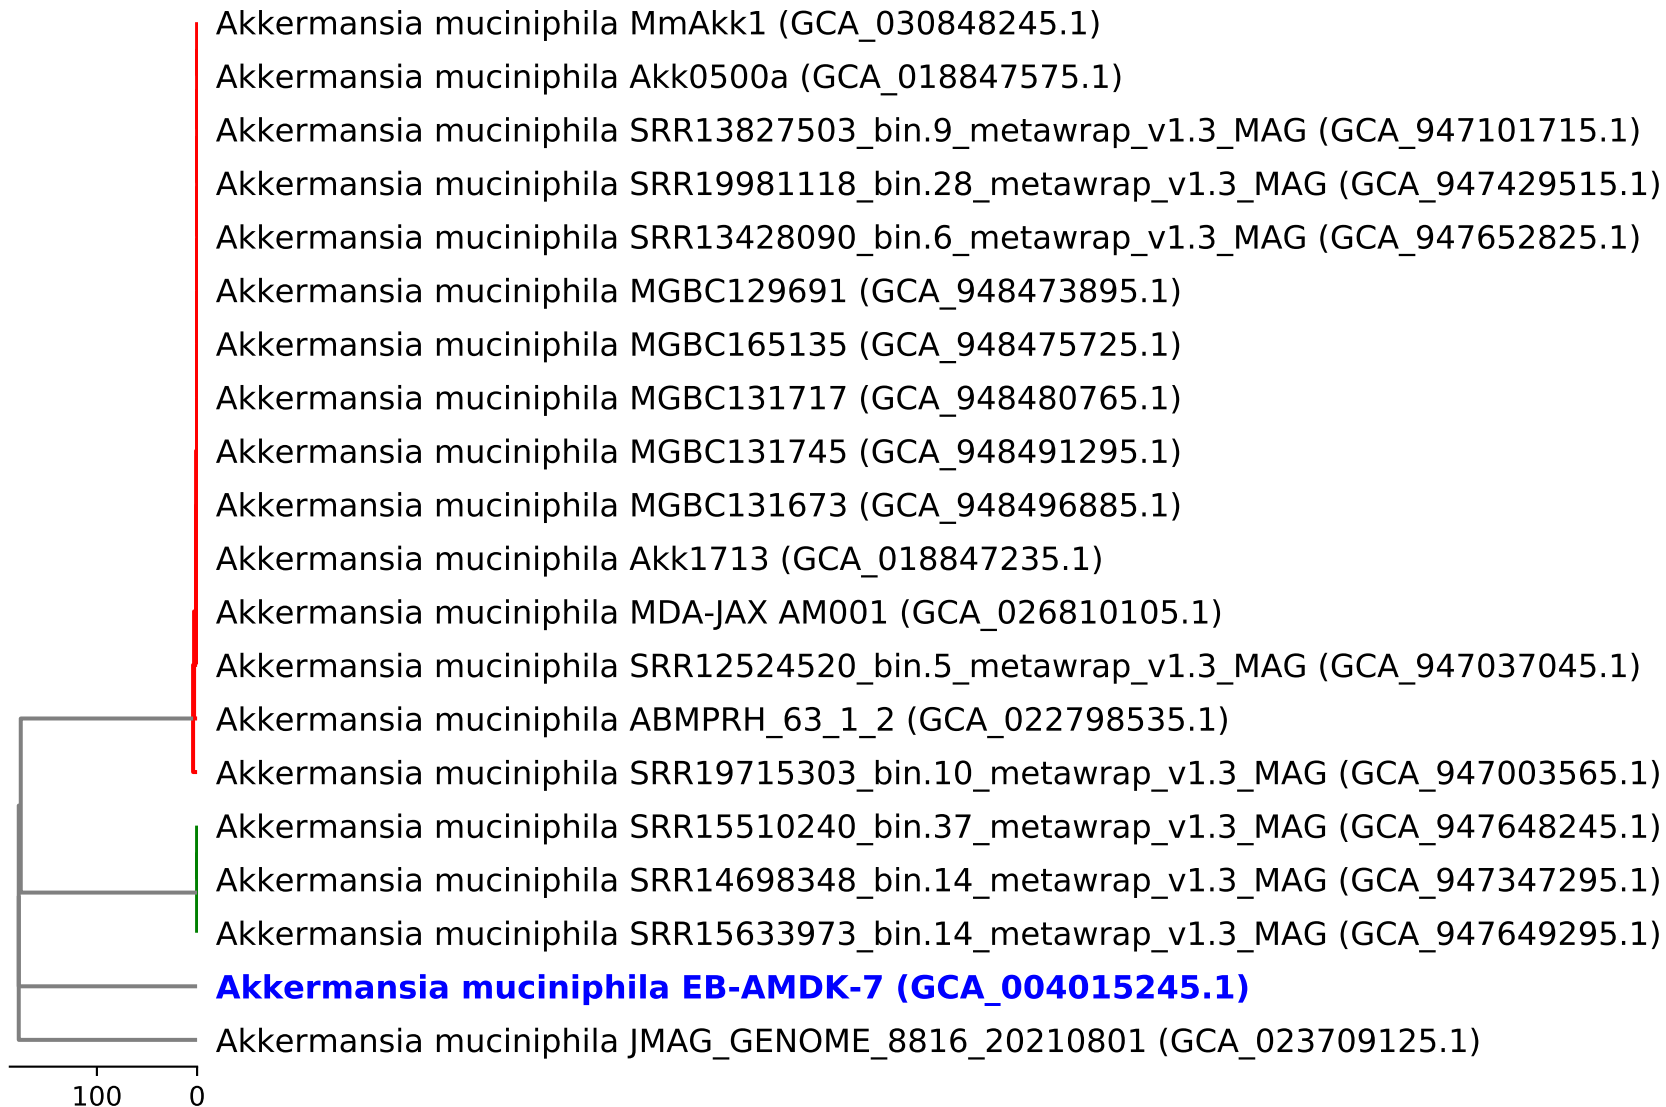 Akkermansia muciniphila MmAkk1 (GCA_030848245.1)
Akkermansia muciniphila Akk0500a (GCA_018847575.1)
Akkermansia muciniphila SRR13827503_bin.9_metawrap_v1.3_MAG (GCA_947101715.1)
Akkermansia muciniphila SRR19981118_bin.28_metawrap_v1.3_MAG (GCA_947429515.1)
Akkermansia muciniphila SRR13428090_bin.6_metawrap_v1.3_MAG (GCA_947652825.1)
Akkermansia muciniphila MGBC129691 (GCA_948473895.1)
Akkermansia muciniphila MGBC165135 (GCA_948475725.1)
Akkermansia muciniphila MGBC131717 (GCA_948480765.1)
Akkermansia muciniphila MGBC131745 (GCA_948491295.1)
Akkermansia muciniphila MGBC131673 (GCA_948496885.1)
Akkermansia muciniphila Akk1713 (GCA_018847235.1)
Akkermansia muciniphila MDA-JAX AM001 (GCA_026810105.1)
Akkermansia muciniphila SRR12524520_bin.5_metawrap_v1.3_MAG (GCA_947037045.1)
Akkermansia muciniphila ABMPRH_63_1_2 (GCA_022798535.1)
Akkermansia muciniphila SRR19715303_bin.10_metawrap_v1.3_MAG (GCA_947003565.1)
Akkermansia muciniphila SRR15510240_bin.37_metawrap_v1.3_MAG (GCA_947648245.1)
Akkermansia muciniphila SRR14698348_bin.14_metawrap_v1.3_MAG (GCA_947347295.1)
Akkermansia muciniphila SRR15633973_bin.14_metawrap_v1.3_MAG (GCA_947649295.1)
Akkermansia muciniphila EB-AMDK-7 (GCA_004015245.1)
Akkermansia muciniphila JMAG_GENOME_8816_20210801 (GCA_023709125.1)
100 0